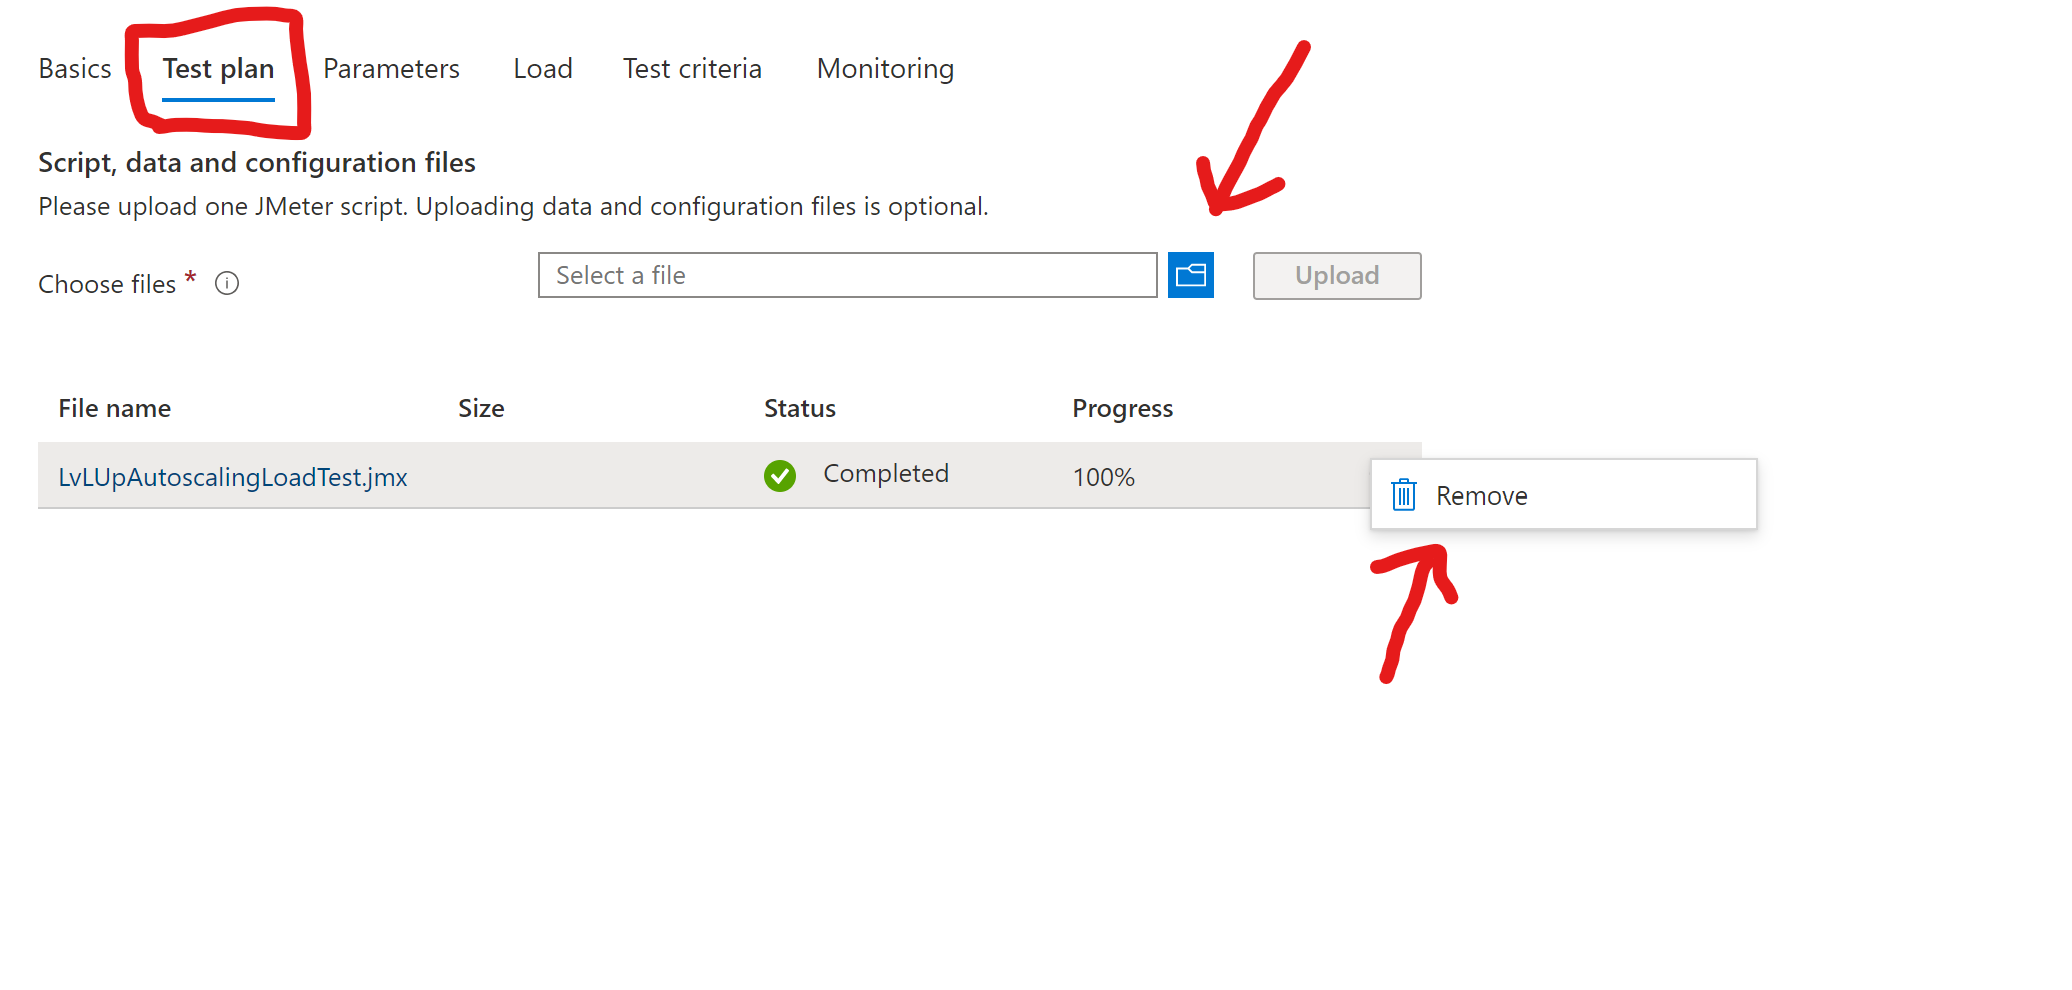 Basics Test plan Parameters Load Test criteria Monitoring
Script, data and configuration files
Please upload one JMeter script. Uploading data and configuration files is optional.
Choose files * i Select a file Upload
File name Size Status Progress
LvLUpAutoscalingLoadTest.jmx Completed 100%
Remove